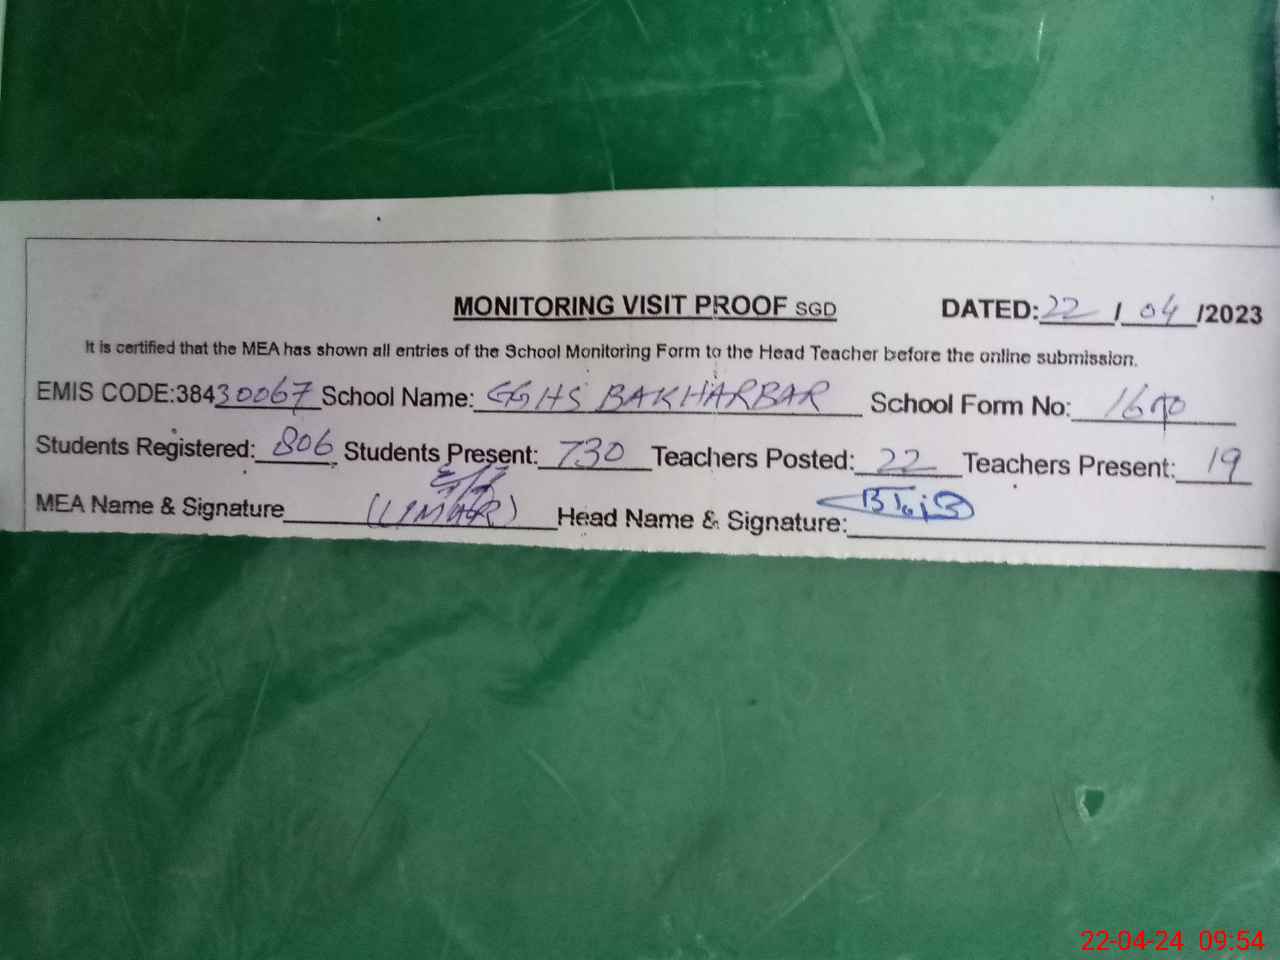 MONITORING VISIT PROOF SGD DATED: 22 / 04 /2023
It is certified that the MEA has shown all entries of the School Monitoring Form to the Head Teacher before the online submission.
EMIS CODE:38430067 School Name: GGHS BAKHARBAR School Form No:
Students Registered: 806 Students Present: 730 Teachers Posted: 22 Teachers Present: 19
MEA Name & Signature (UMAR) Head Name & Signature:
22-04-24 09:54